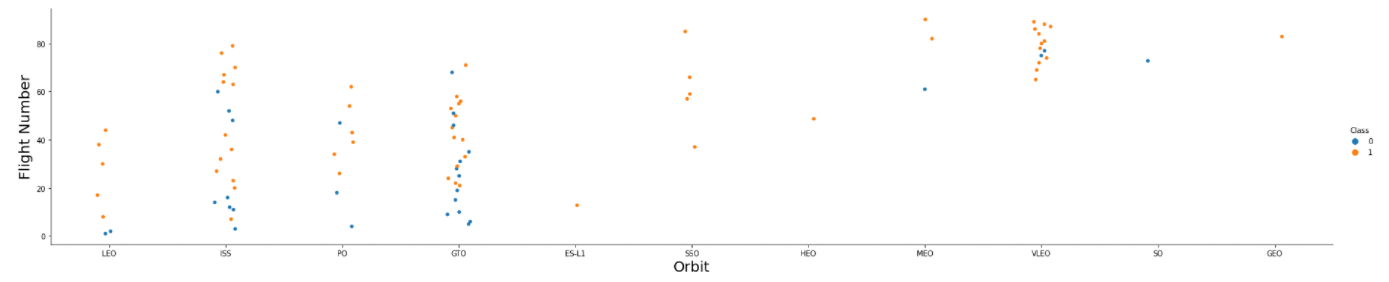 Flight Number
80
60
40
20
0
LEO ISS PO GTO ES-L1 SSO HEO MEO VLEO SO GEO
Orbit
Class
0
1